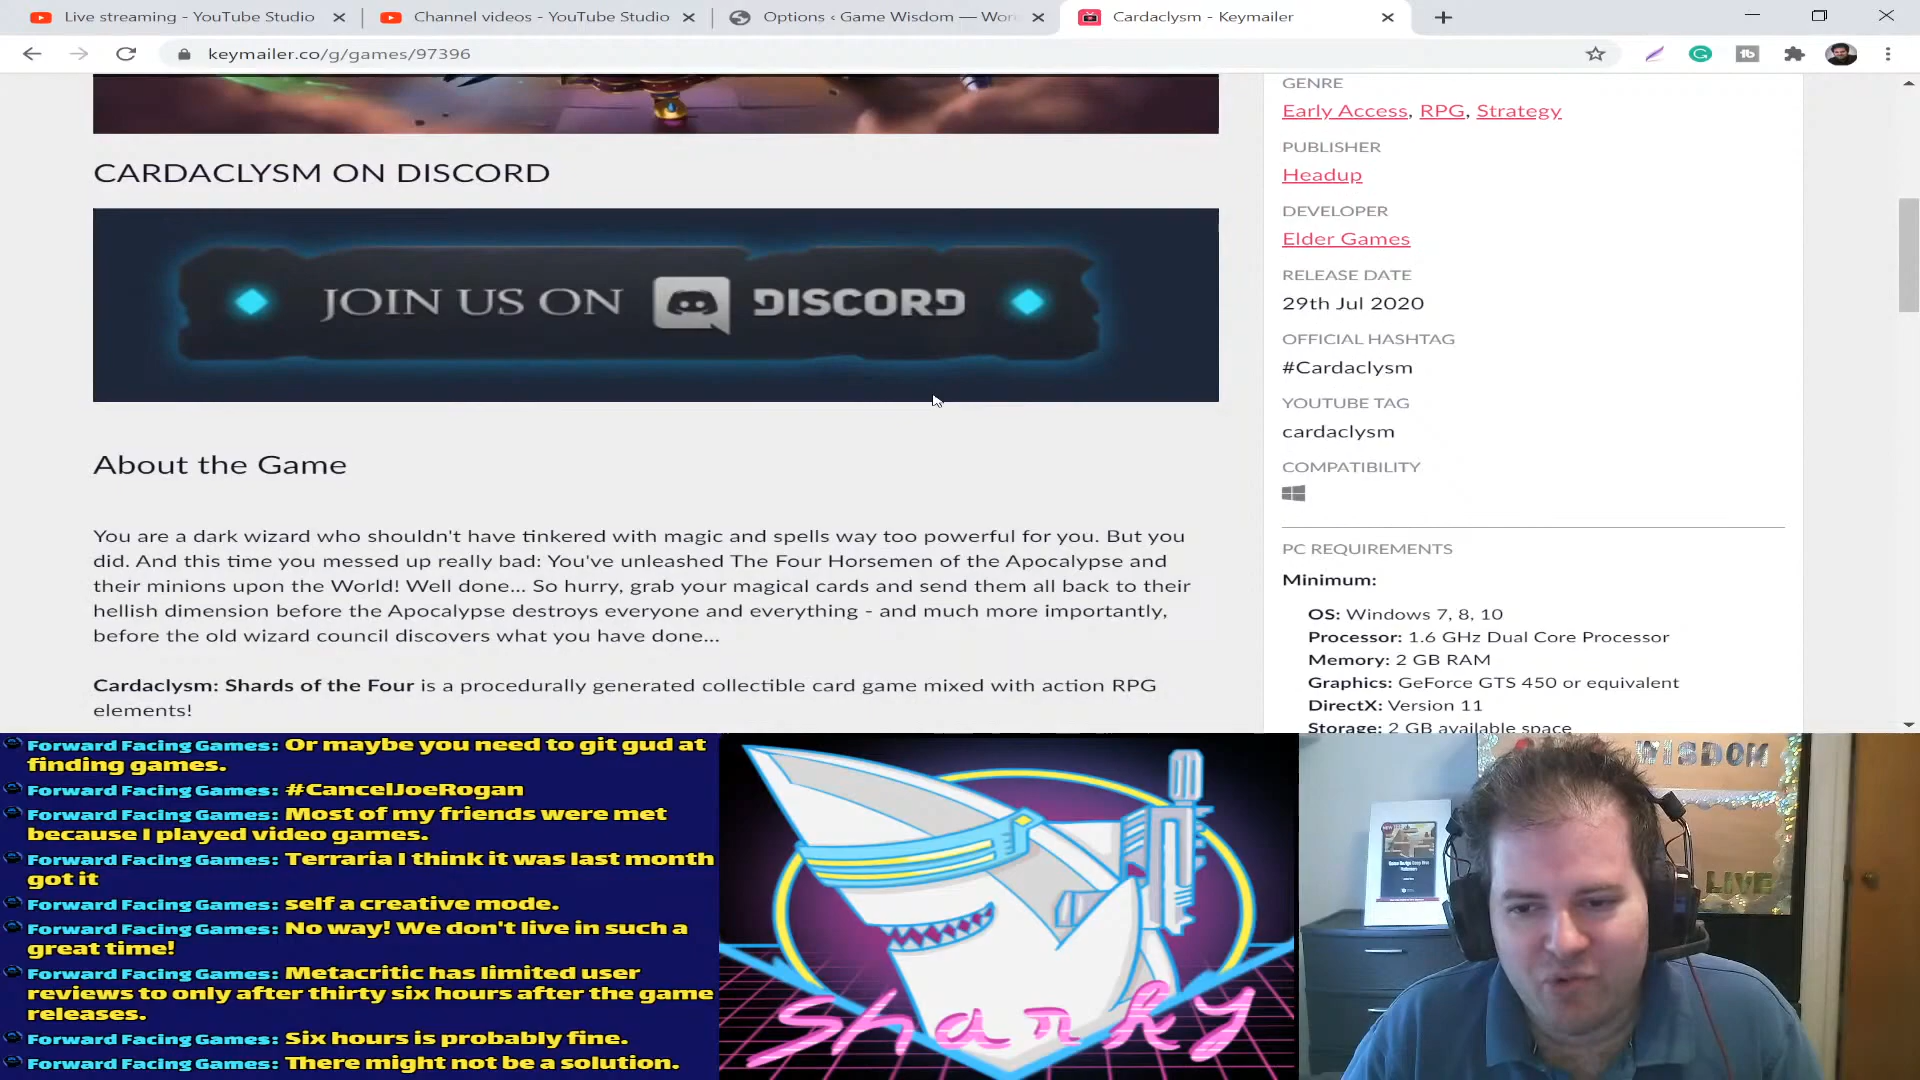 Live streaming - YouTube Studio
Channel videos - YouTube Studio
Options ‹ Game Wisdom — Wor
Cardaclysm - Keymailer
keymailer.co/g/games/97396
CARDACLYSM ON DISCORD
JOIN US ON DISCORD
About the Game
You are a dark wizard who shouldn't have tinkered with magic and spells way too powerful for you. But you
did. And this time you messed up really bad: You've unleashed The Four Horsemen of the Apocalypse and
their minions upon the World! Well done... So hurry, grab your magical cards and send them all back to their
hellish dimension before the Apocalypse destroys everyone and everything - and much more importantly,
before the old wizard council discovers what you have done...
Cardaclysm: Shards of the Four is a procedurally generated collectible card game mixed with action RPG
elements!
GENRE
Early Access, RPG, Strategy
PUBLISHER
Headup
DEVELOPER
Elder Games
RELEASE DATE
29th Jul 2020
OFFICIAL HASHTAG
#Cardaclysm
YOUTUBE TAG
cardaclysm
COMPATIBILITY
PC REQUIREMENTS
Minimum:
OS: Windows 7, 8, 10
Processor: 1.6 GHz Dual Core Processor
Memory: 2 GB RAM
Graphics: GeForce GTS 450 or equivalent
DirectX: Version 11
Storage: 2 GB available space
Forward Facing Games: Or maybe you need to git gud at
finding games.
Forward Facing Games: #CancelJoeRogan
Forward Facing Games: Most of my friends were met
because I played video games.
Forward Facing Games: Terraria I think it was last month
got it
Forward Facing Games: self a creative mode.
Forward Facing Games: No way! We don't live in such a
great time!
Forward Facing Games: Metacritic has limited user
reviews to only after thirty six hours after the game
releases.
Forward Facing Games: Six hours is probably fine.
Forward Facing Games: There might not be a solution.
Sharky
WISDOM
LIVE